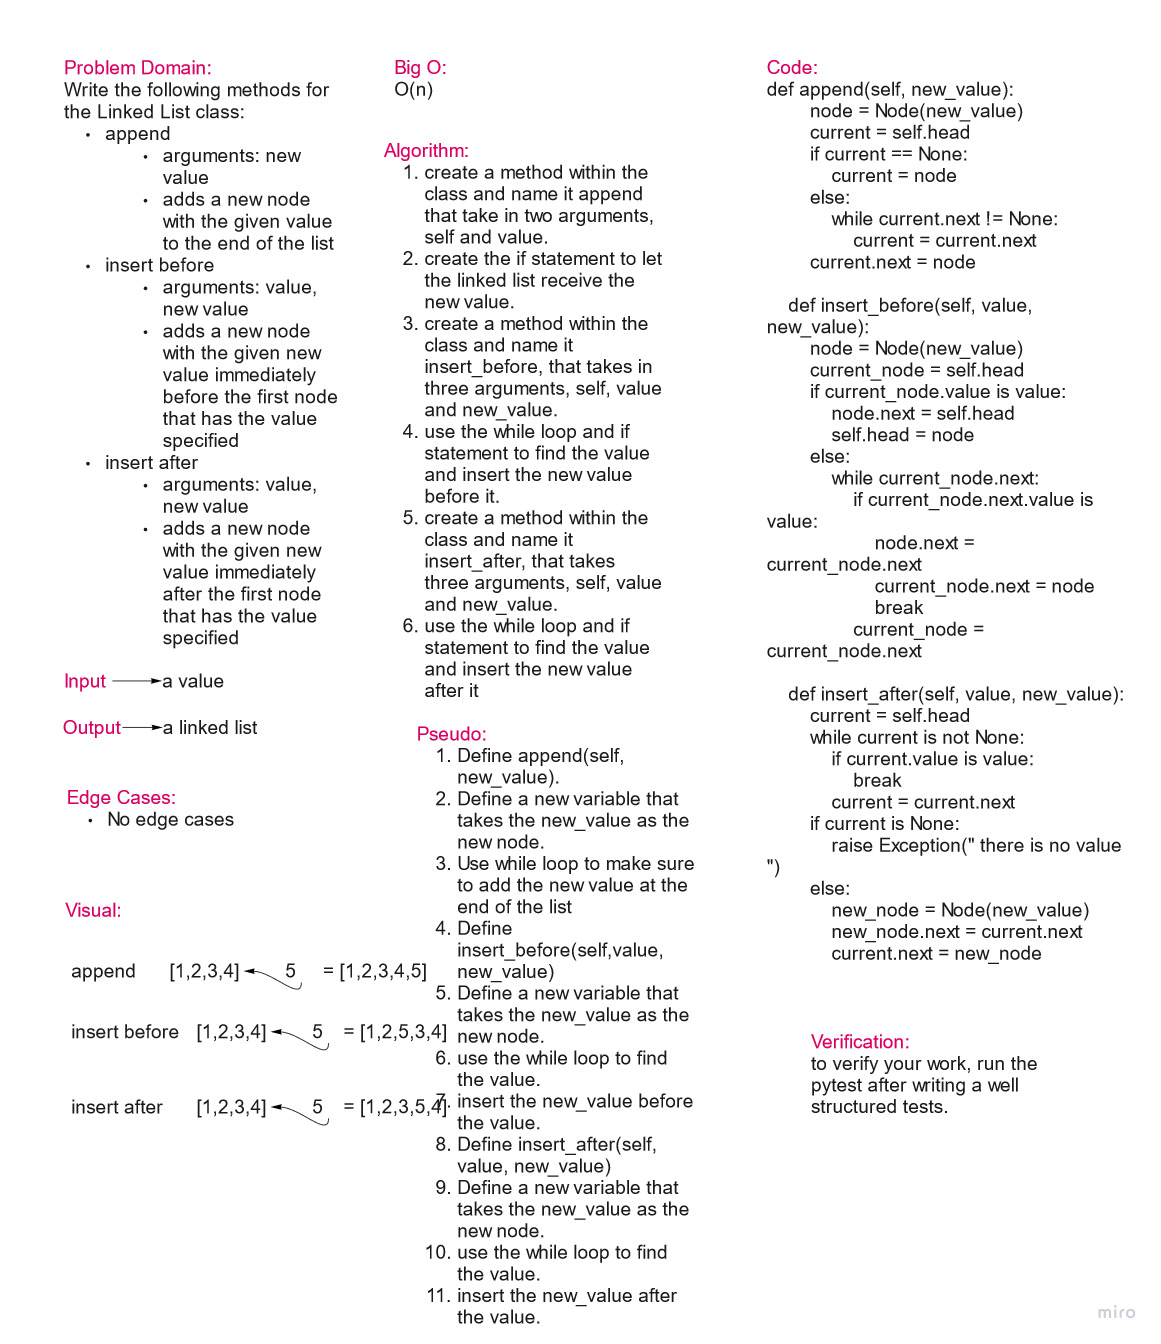 Problem Domain:
Write the following methods for
the Linked List class:
• append
• arguments: new
value
• adds a new node
with the given value
to the end of the list
• insert before
• arguments: value,
new value
• adds a new node
with the given new
value immediately
before the first node
that has the value
specified
• insert after
• arguments: value,
new value
• adds a new node
with the given new
value immediately
after the first node
that has the value
specified
Input a value
Output a linked list
Edge Cases:
• No edge cases
Visual:
append [1,2,3,4] 5 = [1,2,3,4,5]
insert before [1,2,3,4] 5 = [1,2,5,3,4]
insert after [1,2,3,4] 5 = [1,2,3,5,4]
Big O:
O(n)
Algorithm:
1. create a method within the
class and name it append
that take in two arguments,
self and value.
2. create the if statement to let
the linked list receive the
new value.
3. create a method within the
class and name it
insert_before, that takes in
three arguments, self, value
and new_value.
4. use the while loop and if
statement to find the value
and insert the new value
before it.
5. create a method within the
class and name it
insert_after, that takes
three arguments, self, value
and new_value.
6. use the while loop and if
statement to find the value
and insert the new value
after it
Pseudo:
1. Define append(self,
new_value).
2. Define a new variable that
takes the new_value as the
new node.
3. Use while loop to make sure
to add the new value at the
end of the list
4. Define
insert_before(self,value,
new_value)
5. Define a new variable that
takes the new_value as the
new node.
6. use the while loop to find
the value.
7. insert the new_value before
the value.
8. Define insert_after(self,
value, new_value)
9. Define a new variable that
takes the new_value as the
new node.
10. use the while loop to find
the value.
11. insert the new_value after
the value.
Code:
def append(self, new_value):
node = Node(new_value)
current = self.head
if current == None:
current = node
else:
while current.next != None:
current = current.next
current.next = node
def insert_before(self, value,
new_value):
node = Node(new_value)
current_node = self.head
if current_node.value is value:
node.next = self.head
self.head = node
else:
while current_node.next:
if current_node.next.value is
value:
node.next =
current_node.next
current_node.next = node
break
current_node =
current_node.next
def insert_after(self, value, new_value):
current = self.head
while current is not None:
if current.value is value:
break
current = current.next
if current is None:
raise Exception(" there is no value
")
else:
new_node = Node(new_value)
new_node.next = current.next
current.next = new_node
Verification:
to verify your work, run the
pytest after writing a well
structured tests.
miro